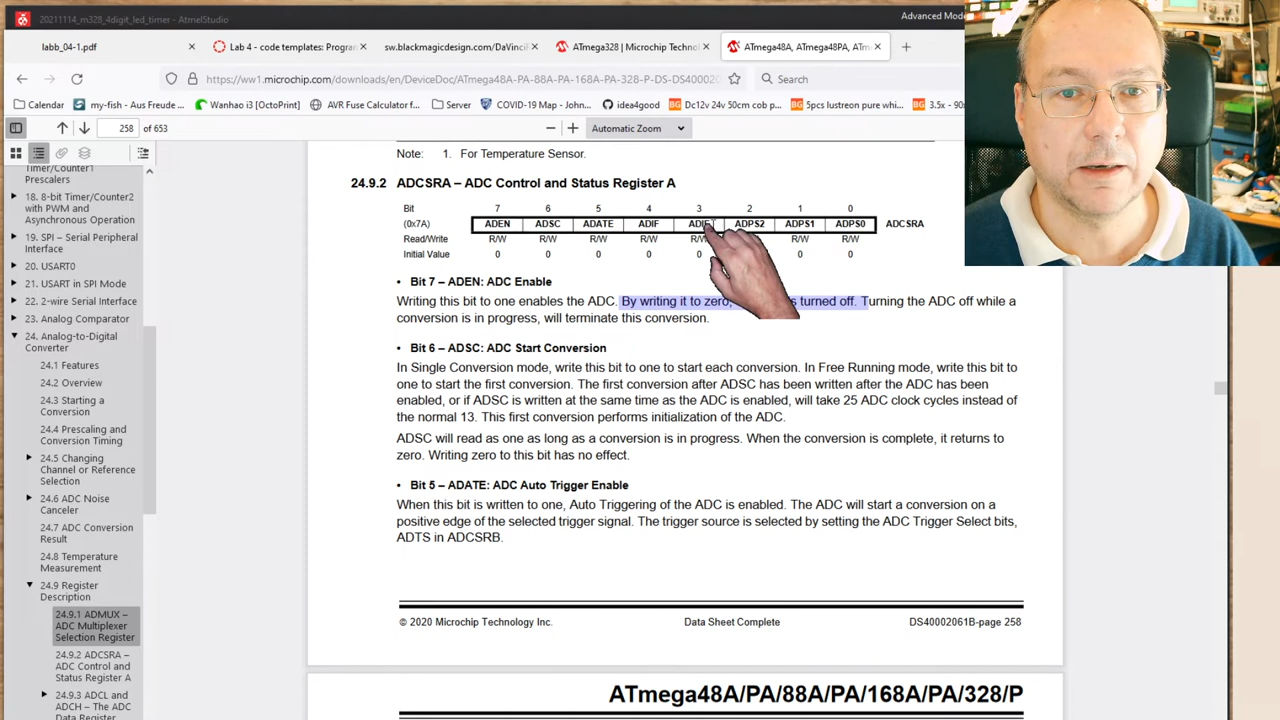 20211114_m328_4digit_led_timer - AtmelStudio
Advanced Mode
labb_04-1.pdf
Lab 4 - code templates: Program
sw.blackmagicdesign.com/DaVinciR
ATmega328 | Microchip Technol
ATmega48A, ATmega48PA, ATm
https://ww1.microchip.com/downloads/en/DeviceDoc/ATmega48A-PA-88A-PA-168A-PA-328-P-DS-DS400020
Search
Calendar
my-fish - Aus Freude ...
Wanhao i3 [OctoPrint]
AVR Fuse Calculator f...
Server
COVID-19 Map - John...
idea4good
Dc12v 24v 50cm cob p...
5pcs lustreon pure whi...
3.5x - 90x
258 of 653
Automatic Zoom
Timer/Counter1
Prescalers
18. 8-bit Timer/Counter2
with PWM and
Asynchronous Operation
19. SPI – Serial Peripheral
Interface
20. USART0
21. USART in SPI Mode
22. 2-wire Serial Interface
23. Analog Comparator
24. Analog-to-Digital
Converter
24.1 Features
24.2 Overview
24.3 Starting a
Conversion
24.4 Prescaling and
Conversion Timing
24.5 Changing
Channel or Reference
Selection
24.6 ADC Noise
Canceler
24.7 ADC Conversion
Result
24.8 Temperature
Measurement
24.9 Register
Description
24.9.1 ADMUX –
ADC Multiplexer
Selection Register
24.9.2 ADCSRA –
ADC Control and
Status Register A
24.9.3 ADCL and
ADCH – The ADC
Data Register
Note: 1. For Temperature Sensor.
24.9.2 ADCSRA – ADC Control and Status Register A
Bit 7 6 5 4 3 2 1 0
(0x7A) ADEN ADSC ADATE ADIF ADIE ADPS2 ADPS1 ADPS0 ADCSRA
Read/Write R/W R/W R/W R/W R/W R/W R/W
Initial Value 0 0 0 0 0 0 0
• Bit 7 – ADEN: ADC Enable
Writing this bit to one enables the ADC. By writing it to zero, turned off. Turning the ADC off while a
conversion is in progress, will terminate this conversion.
• Bit 6 – ADSC: ADC Start Conversion
In Single Conversion mode, write this bit to one to start each conversion. In Free Running mode, write this bit to
one to start the first conversion. The first conversion after ADSC has been written after the ADC has been
enabled, or if ADSC is written at the same time as the ADC is enabled, will take 25 ADC clock cycles instead of
the normal 13. This first conversion performs initialization of the ADC.
ADSC will read as one as long as a conversion is in progress. When the conversion is complete, it returns to
zero. Writing zero to this bit has no effect.
• Bit 5 – ADATE: ADC Auto Trigger Enable
When this bit is written to one, Auto Triggering of the ADC is enabled. The ADC will start a conversion on a
positive edge of the selected trigger signal. The trigger source is selected by setting the ADC Trigger Select bits,
ADTS in ADCSRB.
© 2020 Microchip Technology Inc. Data Sheet Complete DS40002061B-page 258
ATmega48A/PA/88A/PA/168A/PA/328/P